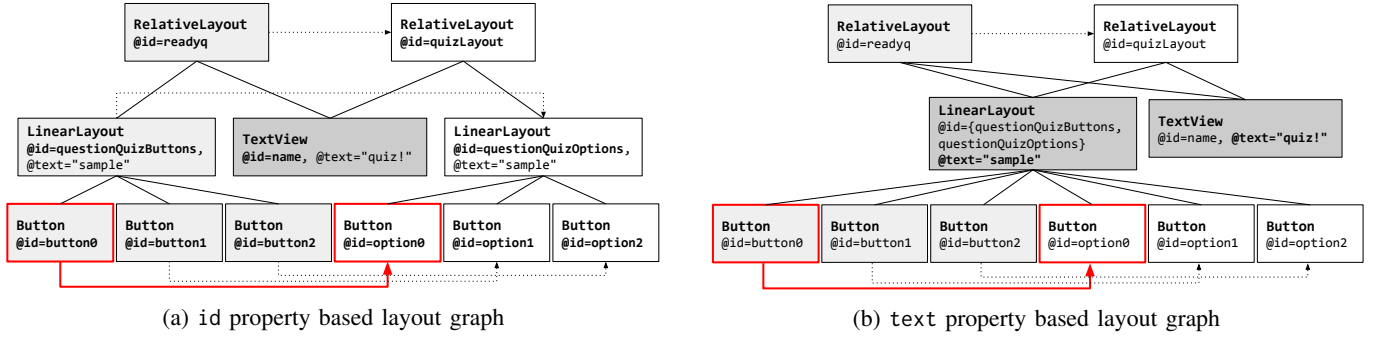 RelativeLayout
@id=readyq
RelativeLayout
@id=quizLayout
LinearLayout
@id=questionQuizButtons,
@text="sample"
TextView
@id=name, @text="quiz!"
LinearLayout
@id=questionQuizOptions,
@text="sample"
Button
@id=button0
Button
@id=button1
Button
@id=button2
Button
@id=option0
Button
@id=option1
Button
@id=option2
(a) id property based layout graph
RelativeLayout
@id=readyq
RelativeLayout
@id=quizLayout
LinearLayout
@id={questionQuizButtons,
questionQuizOptions}
@text="sample"
TextView
@id=name, @text="quiz!"
Button
@id=button0
Button
@id=button1
Button
@id=button2
Button
@id=option0
Button
@id=option1
Button
@id=option2
(b) text property based layout graph